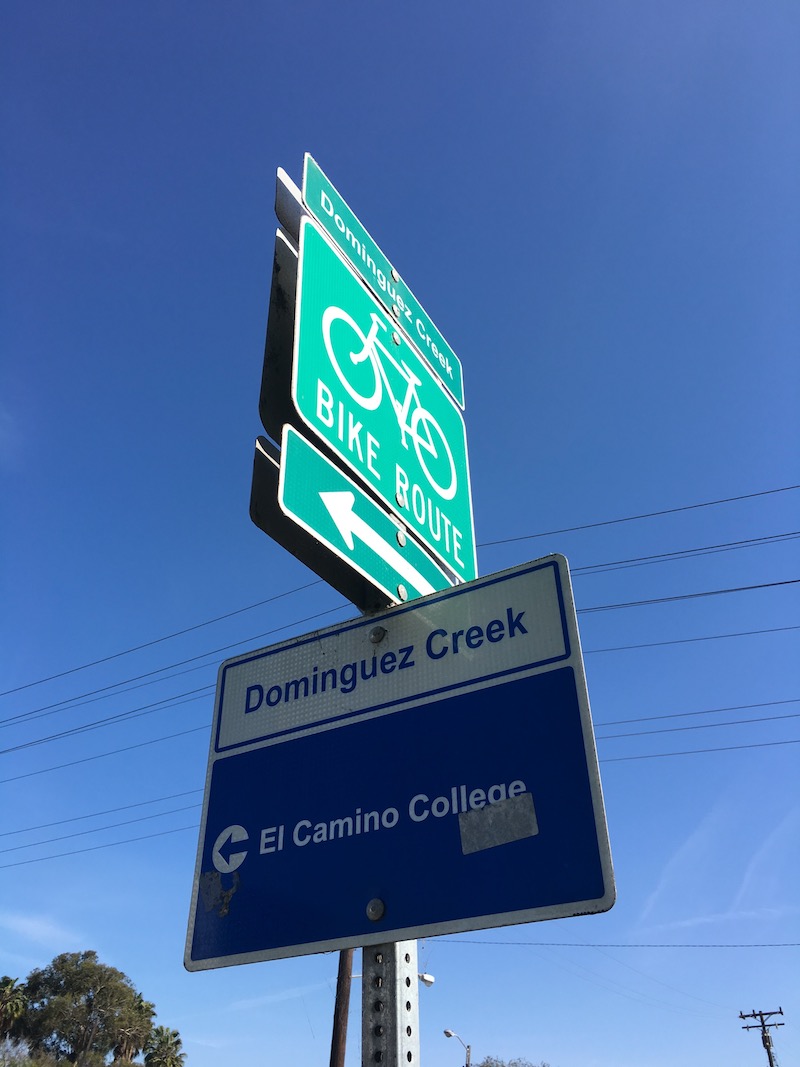 Dominguez Creek
BIKE ROUTE
Dominguez Creek
El Camino College